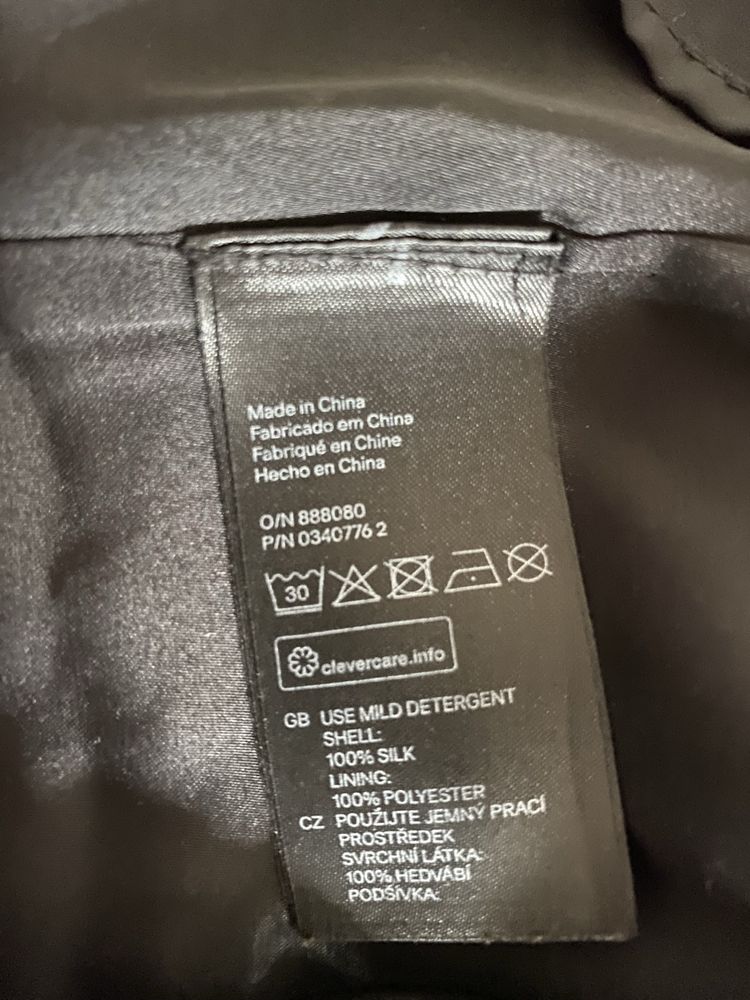 Made in China
Fabricado em China
Fabriqué en Chine
Hecho en China
O/N 888080
P/N 0340776 2
30
clevercare.info
GB USE MILD DETERGENT
SHELL:
100% SILK
LINING:
100% POLYESTER
CZ POUŽIJTE JEMNÝ PRACÍ
PROSTŘEDEK
SVRCHNÍ LÁTKA:
100% HEDVÁBÍ
PODŠÍVKA: